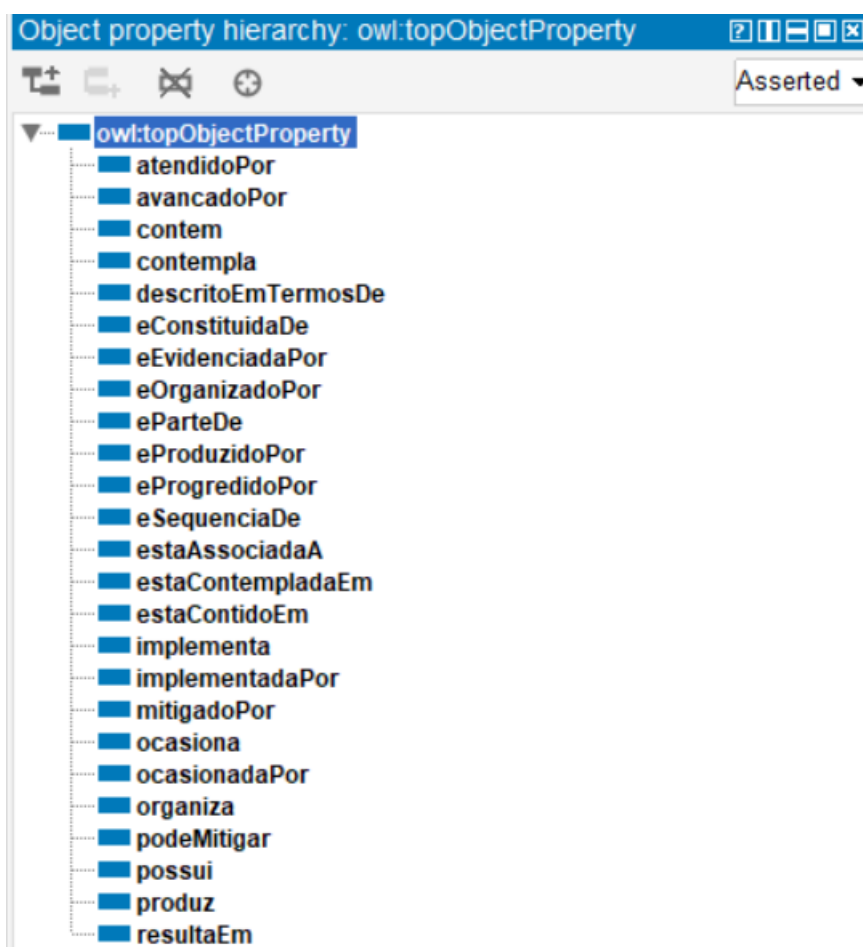 Object property hierarchy: owl:topObjectProperty
Asserted
owl:topObjectProperty
atendidoPor
avancadoPor
contem
contempla
descritoEmTermosDe
eConstituidaDe
eEvidenciadaPor
eOrganizadoPor
eParteDe
eProduzidoPor
eProgredidoPor
eSequenciaDe
estaAssociadaA
estaContempladaEm
estaContidoEm
implementa
implementadaPor
mitigadoPor
ocasiona
ocasionadaPor
organiza
podeMitigar
possui
produz
resultaEm